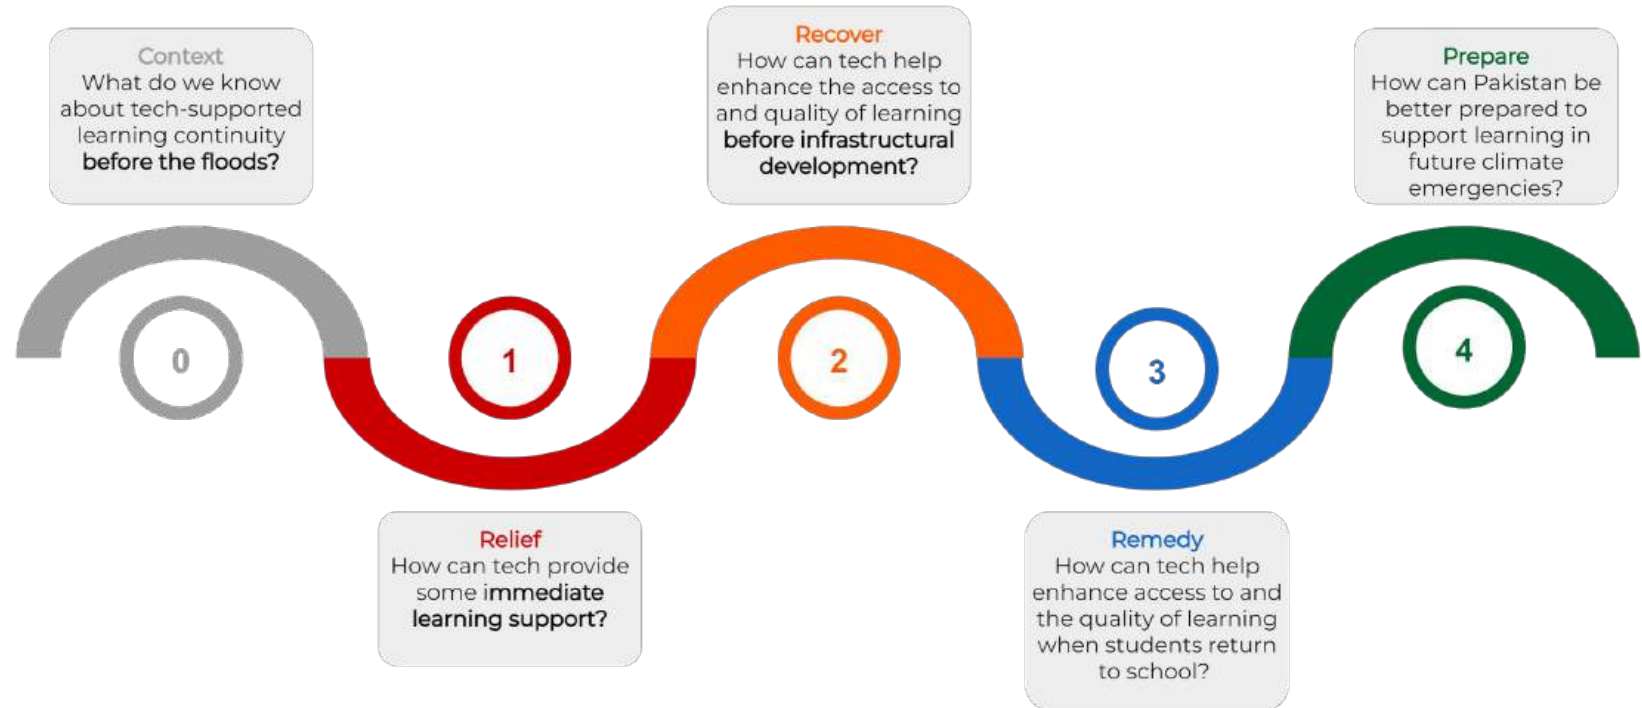 Context
What do we know
about tech-supported
learning continuity
before the floods?
0
1
Relief
How can tech provide
some immediate
learning support?
Recover
How can tech help
enhance the access to
and quality of learning
before infrastructural
development?
2
3
Remedy
How can tech help
enhance access to and
the quality of learning
when students return
to school?
Prepare
How can Pakistan be
better prepared to
support learning in
future climate
emergencies?
4